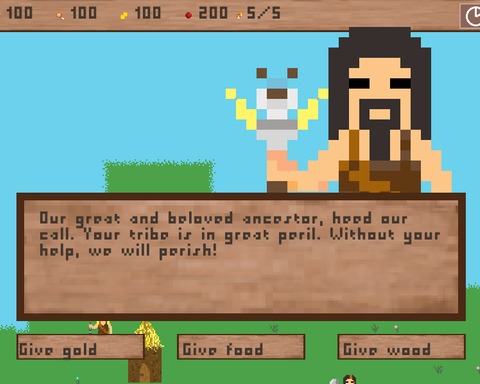 100 100 100 200 5/5
Our great and beloved ancestor, heed our
call. Your tribe is in great peril. Without your
help, we will perish!
Give gold Give food Give wood